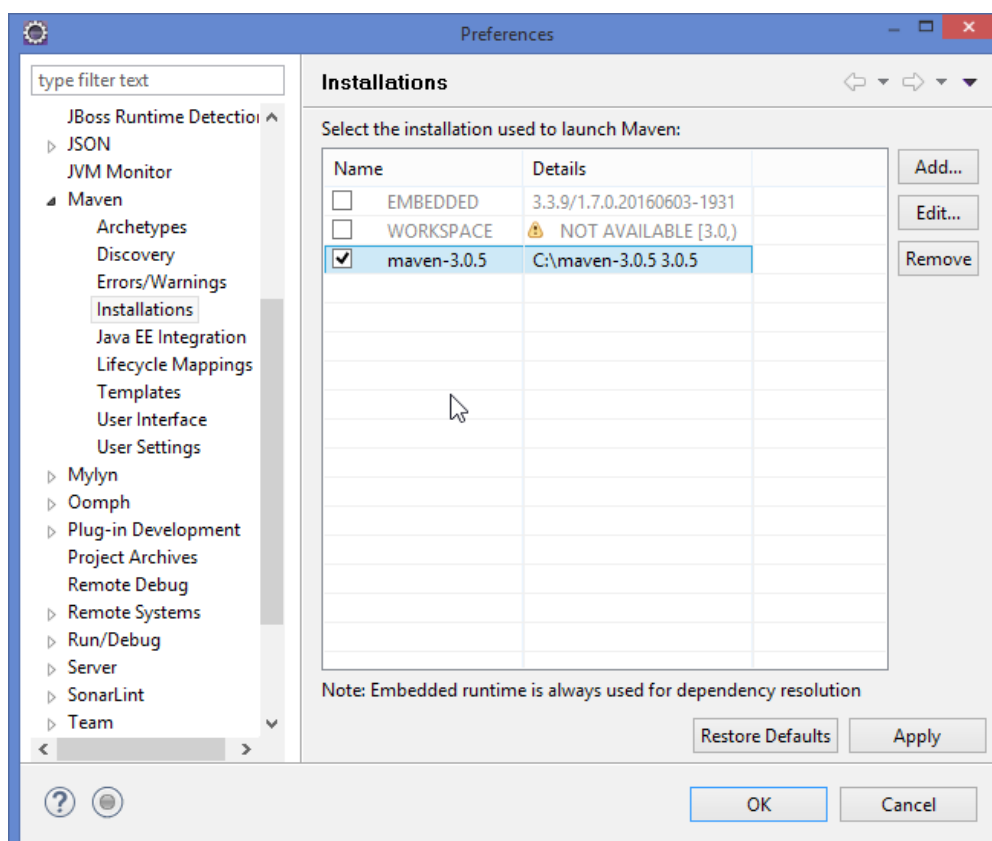 Preferences
type filter text
JBoss Runtime Detection
JSON
JVM Monitor
Maven
Archetypes
Discovery
Errors/Warnings
Installations
Java EE Integration
Lifecycle Mappings
Templates
User Interface
User Settings
Mylyn
Oomph
Plug-in Development
Project Archives
Remote Debug
Remote Systems
Run/Debug
Server
SonarLint
Team
Installations
Select the installation used to launch Maven:
Name Details
EMBEDDED 3.3.9/1.7.0.20160603-1931
WORKSPACE NOT AVAILABLE [3.0,)
maven-3.0.5 C:\maven-3.0.5 3.0.5
Add...
Edit...
Remove
Note: Embedded runtime is always used for dependency resolution
Restore Defaults Apply
OK Cancel